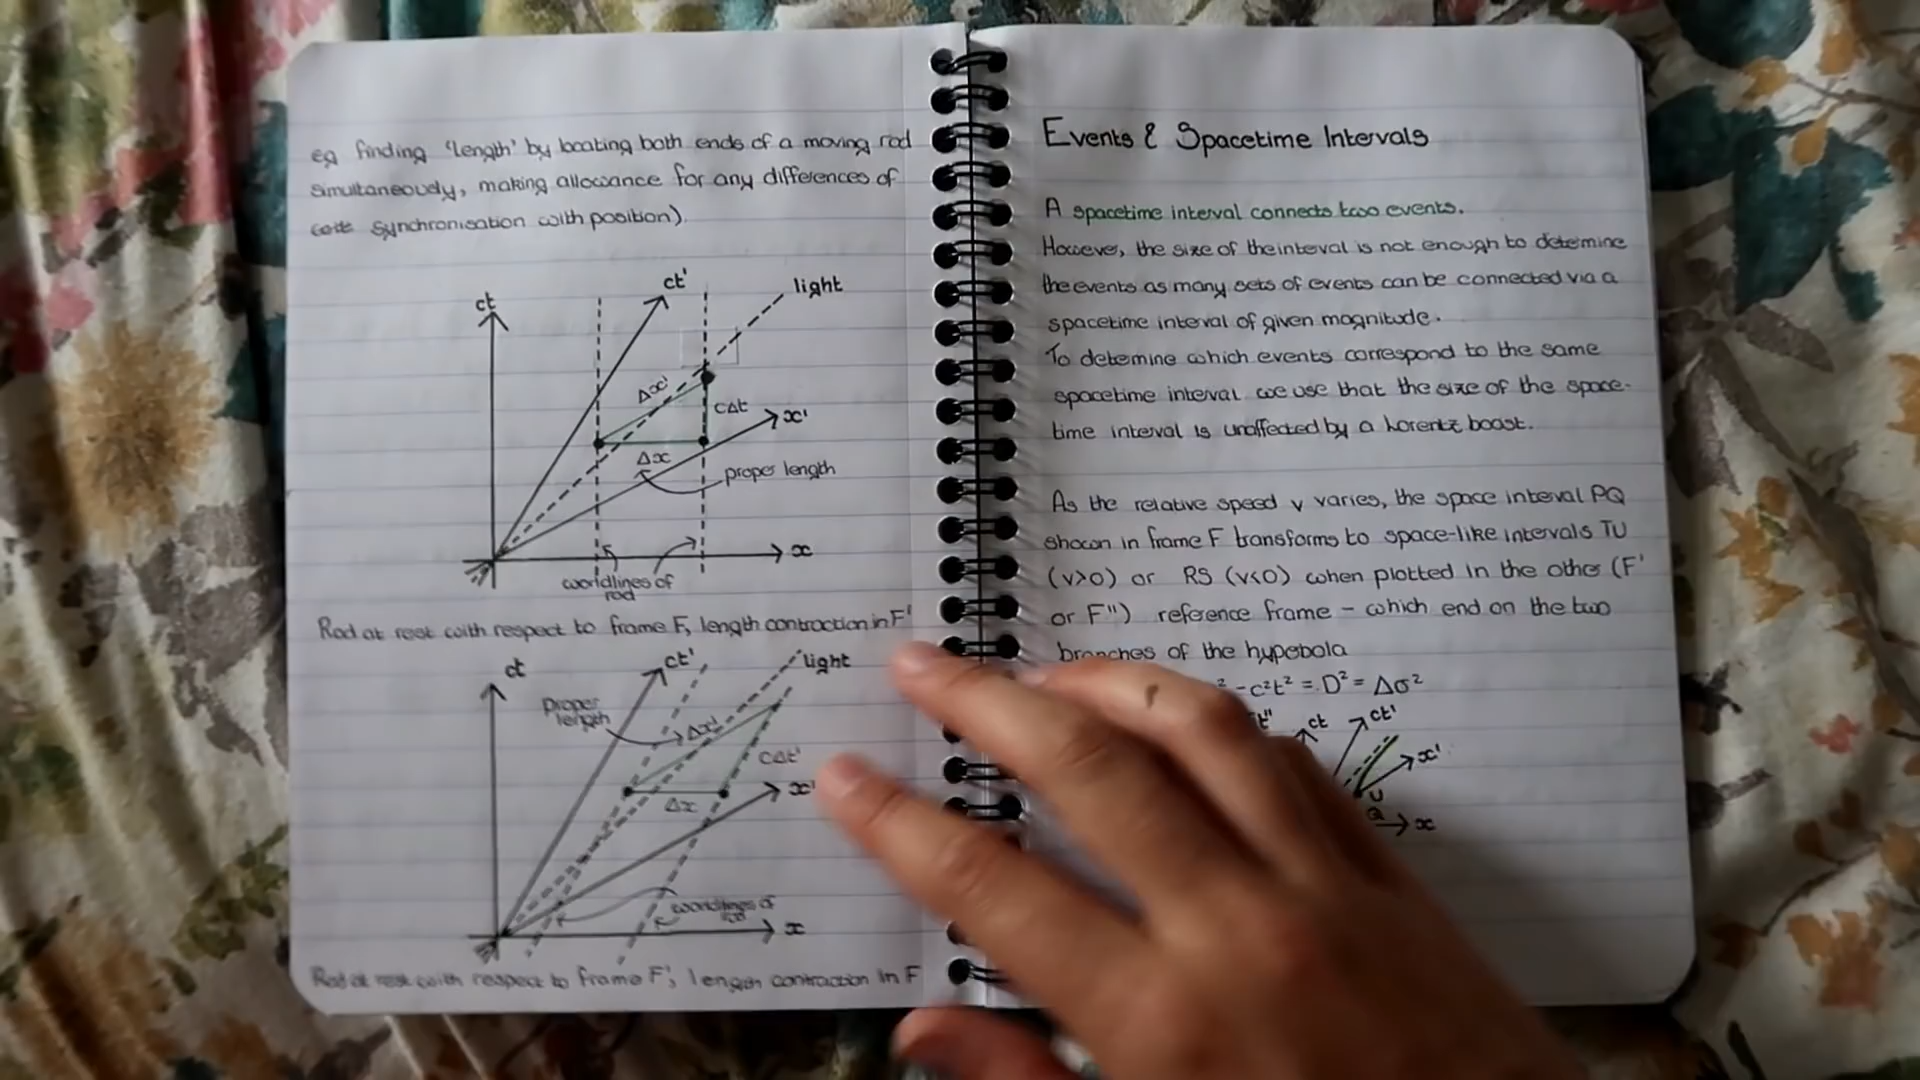 eg finding 'length' by locating both ends of a moving rod
simultaneously, making allowance for any differences of
synchronisation with position).
ct
ct'
light
Δx'
cΔt
x'
Δx
proper length
x
worldlines of
rod
Rod at rest with respect to frame F, length contraction in F'
ct
ct'
light
Proper
length
Δx'
cΔt'
x'
Δx
worldlines of
rod
x
Rod at rest with respect to frame F', length contraction in F
Events & Spacetime Intervals
A spacetime interval connects two events.
However, the size of the interval is not enough to determine
the events as many sets of events can be connected via a
spacetime interval of given magnitude.
To determine which events correspond to the same
spacetime interval we use that the size of the space-
time interval is unaffected by a Lorentz boost.
As the relative speed v varies, the space interval PQ
shown in frame F transforms to space-like intervals TU
(v>0) or RS (v<0) when plotted in the other (F'
or F") reference frame - which end on the two
branches of the hypebola
² - c²t² = D² = Δσ²
t"
ct
ct'
x'
U
Q
x